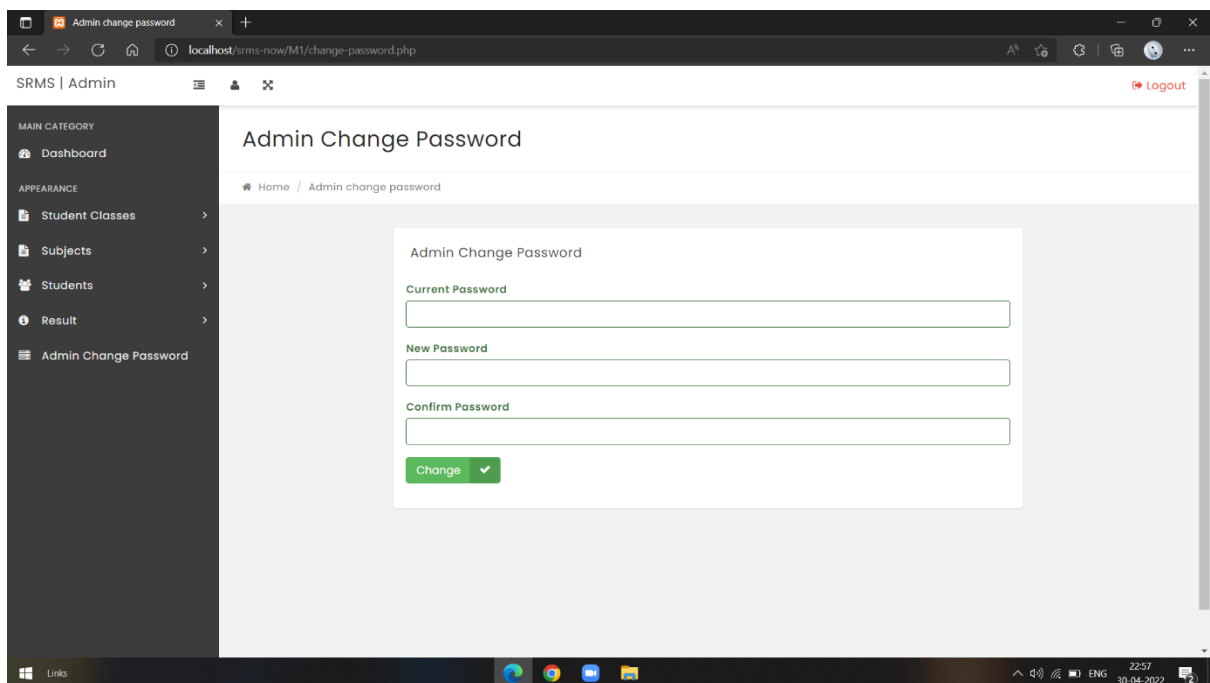 Admin change password
localhost/srms-now/M1/change-password.php
SRMS | Admin
Logout
MAIN CATEGORY
Dashboard
APPEARANCE
Student Classes
Subjects
Students
Result
Admin Change Password
Admin Change Password
Home / Admin change password
Admin Change Password
Current Password
New Password
Confirm Password
Change
Links
ENG
22:57
30-04-2022
2